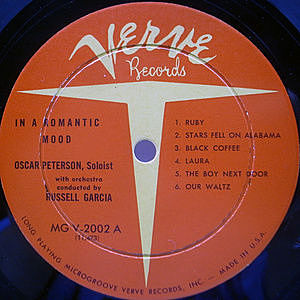 Verve
Records
IN A ROMANTIC
MOOD
OSCAR PETERSON, Soloist
with orchestra
conducted by
RUSSELL GARCIA
MG V-2002 A
1. RUBY
2. STARS FELL ON ALABAMA
3. BLACK COFFEE
4. LAURA
5. THE BOY NEXT DOOR
6. OUR WALTZ
LONG PLAYING MICROGROOVE VERVE RECORDS, INC. — MADE IN U.S.A.